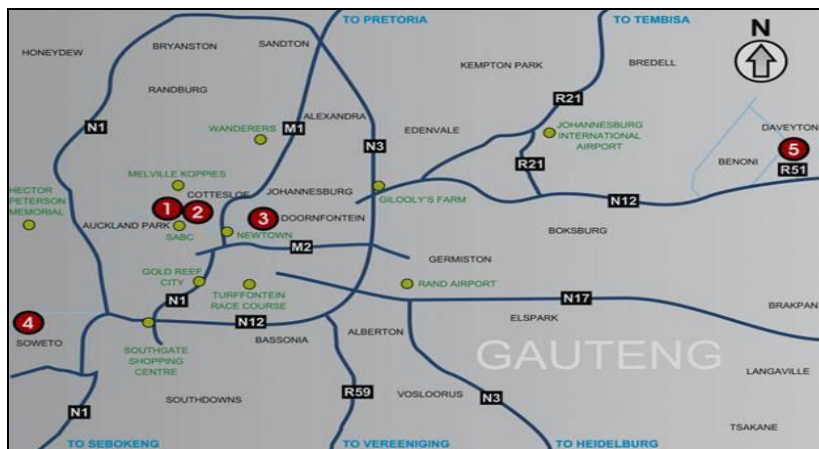 TO PRETORIA
TO TEMBISA
N
HONEYDEW
BRYANSTON
SANDTON
KEMPTON PARK
BREDELL
RANDBURG
R21
N1
M1
ALEXANDRA
WANDERERS
EDENVALE
JOHANNESBURG
INTERNATIONAL
AIRPORT
DAVEYTON
5
N3
R21
BENONI
R51
MELVILLE KOPPIES
COTTESLOE
JOHANNESBURG
GILOOLY'S FARM
N12
HECTOR
PETERSON
MEMORIAL
1
2
3
DOORNFONTEIN
AUCKLAND PARK
SABC
NEWTOWN
BOKSBURG
M2
GERMISTON
GOLD REEF
CITY
TURFFONTEIN
RACE COURSE
RAND AIRPORT
N1
N17
BRAKPAN
4
SOWETO
N12
BASSONIA
ALBERTON
ELSPARK
SOUTHGATE
SHOPPING
CENTRE
GAUTENG
LANGAVILLE
SOUTHDOWNS
R59
VOSLOORUS
N3
N1
TSAKANE
TO SEBOKENG
TO VEREENIGING
TO HEIDELBURG